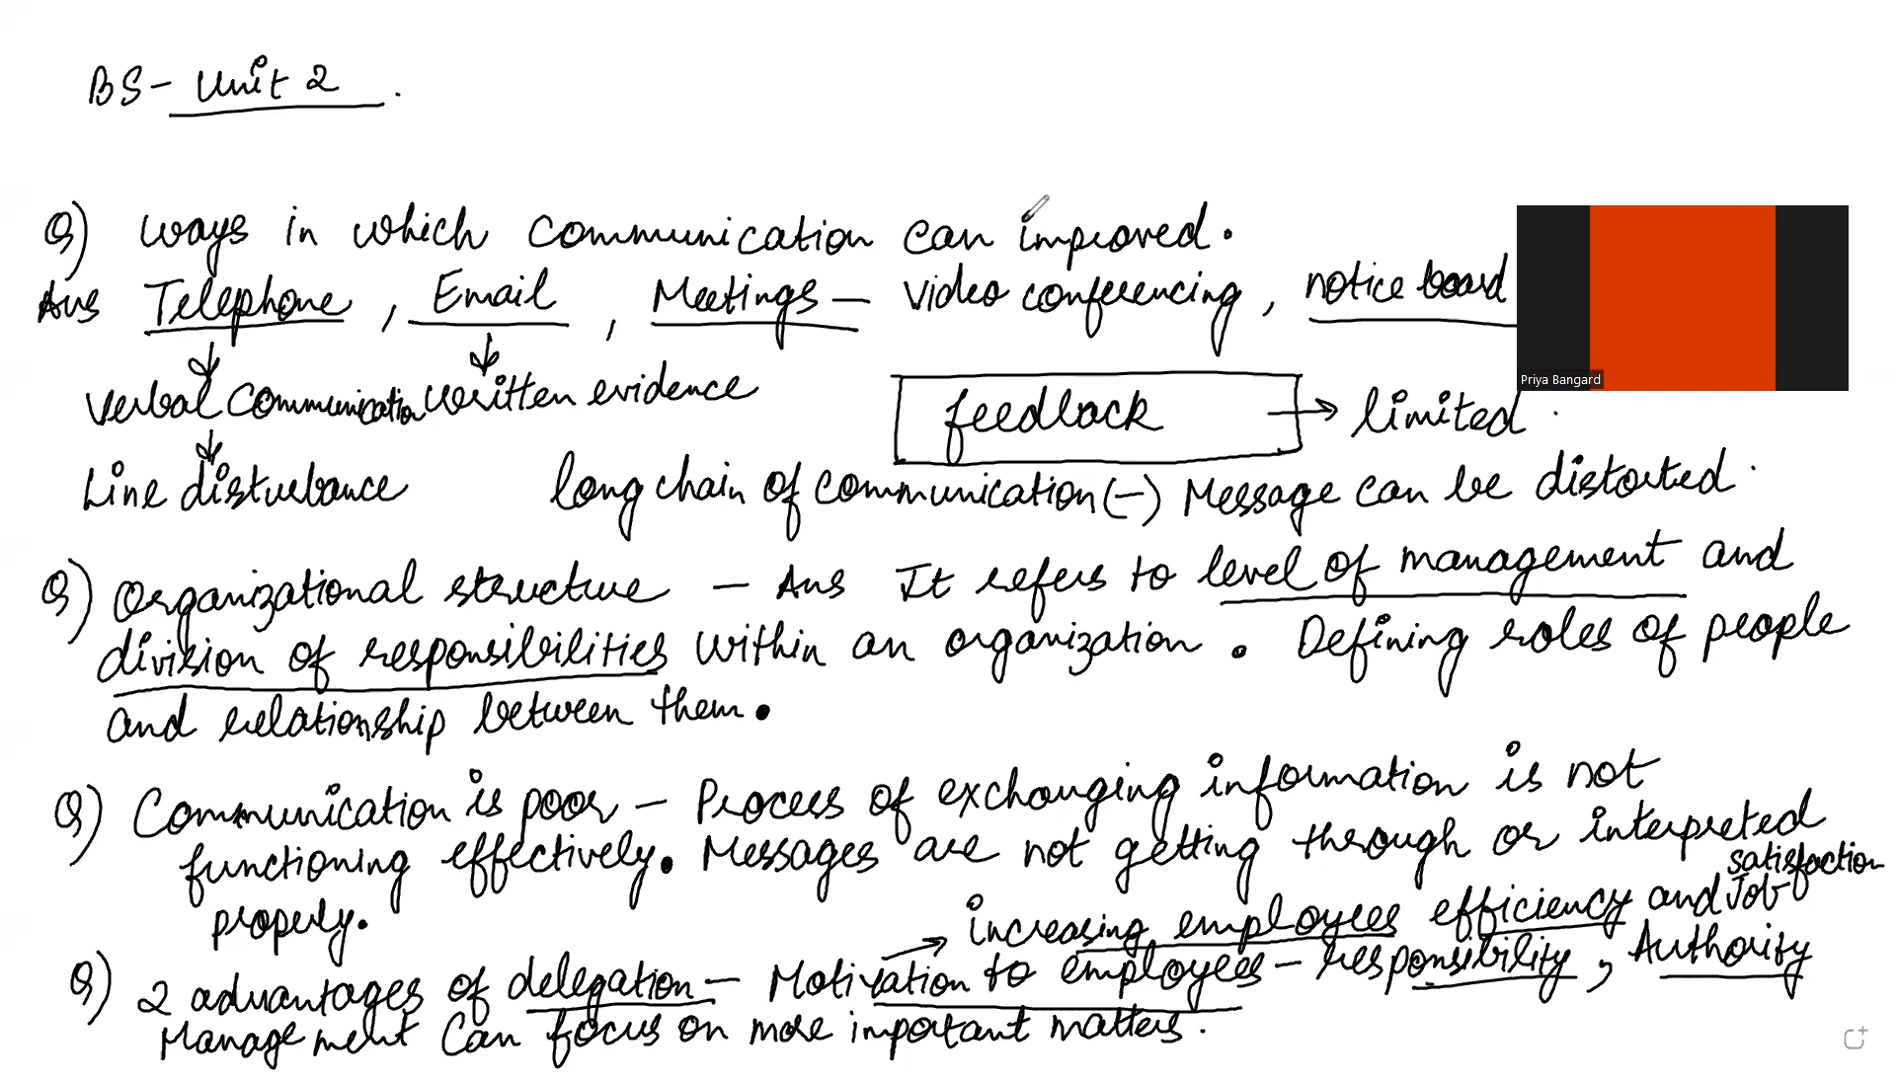 BS - Unit 2 .
Q) ways in which communication can improved.
Ans Telephone , Email , Meetings — Video conferencing , notice board
Priya Bangard
Verbal Communication written evidence
feedback → limited .
Line disturbance long chain of communication (-) Message can be distorted .
Q) Organizational structure — Ans It refers to level of management and
division of responsibilities within an organization . Defining roles of people
and relationship between them.
Q) Communication is poor — Process of exchanging information is not
functioning effectively. Messages are not getting through or interpreted
properly.
satisfaction
→ increasing employees efficiency and Job
Q) 2 advantages of delegation — Motivation to employees — responsibility , Authority
Management Can focus on more important matters.